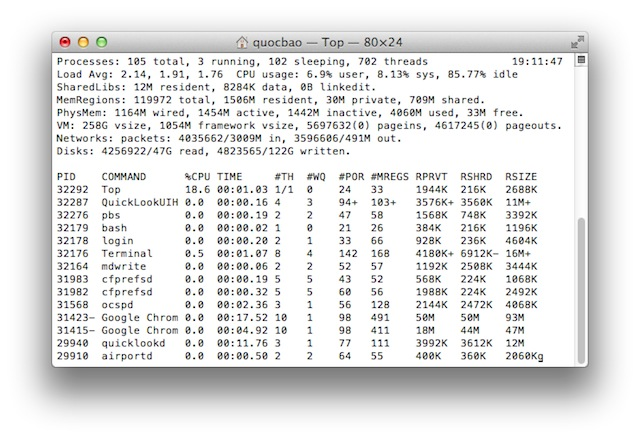 quocbao — Top — 80×24
Processes: 105 total, 3 running, 102 sleeping, 702 threads 19:11:47
Load Avg: 2.14, 1.91, 1.76 CPU usage: 6.9% user, 8.13% sys, 85.77% idle
SharedLibs: 12M resident, 8284K data, 0B linkedit.
MemRegions: 119972 total, 1506M resident, 30M private, 709M shared.
PhysMem: 1164M wired, 1454M active, 1442M inactive, 4060M used, 33M free.
VM: 258G vsize, 1054M framework vsize, 5697632(0) pageins, 4617245(0) pageouts.
Networks: packets: 4035662/3009M in, 3596606/491M out.
Disks: 4256922/47G read, 4823565/122G written.
PID COMMAND %CPU TIME #TH #WQ #POR #MREGS RPRVT RSHRD RSIZE
32292 Top 18.6 00:01.03 1/1 0 24 33 1944K 216K 2688K
32287 QuickLookUIH 0.0 00:00.16 4 3 94+ 103+ 3576K+ 3560K 11M+
32276 pbs 0.0 00:00.19 2 2 47 58 1568K 748K 3392K
32179 bash 0.0 00:00.02 1 0 21 26 384K 216K 1196K
32178 login 0.0 00:00.20 2 1 33 66 928K 236K 4604K
32176 Terminal 0.5 00:01.07 8 4 142 168 4180K+ 6912K- 16M+
32164 mdwrite 0.0 00:00.06 2 2 52 57 1192K 2508K 3444K
31983 cfprefsd 0.0 00:00.19 5 5 43 52 568K 224K 1068K
31982 cfprefsd 0.0 00:00.32 5 5 60 56 1988K 224K 2492K
31568 ocspd 0.0 00:02.36 3 1 56 128 2144K 2472K 4068K
31423- Google Chrom 0.0 00:17.52 10 1 98 491 50M 50M 93M
31415- Google Chrom 0.0 00:04.92 10 1 98 411 18M 44M 47M
29940 quicklookd 0.0 00:11.76 3 1 77 111 3992K 3612K 12M
29910 airportd 0.0 00:00.50 2 2 64 55 400K 360K 2060Kg